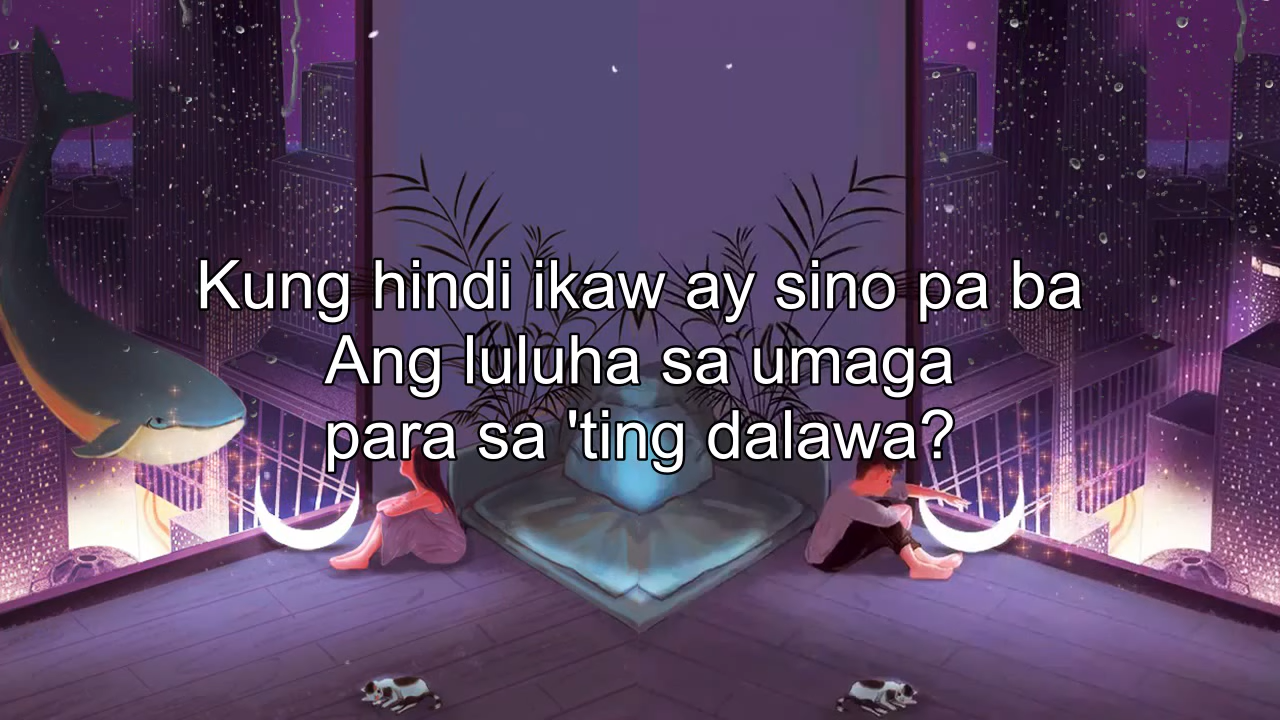 Kung hindi ikaw ay sino pa ba
Ang luluha sa umaga
para sa 'ting dalawa?